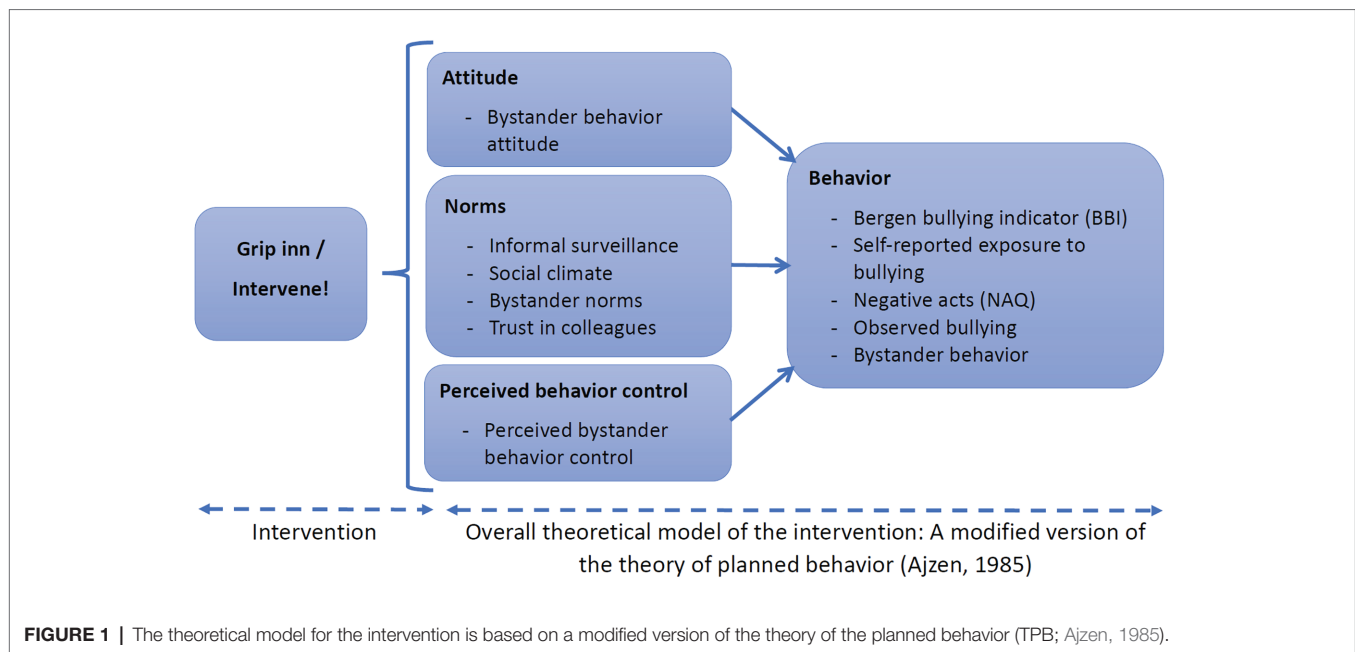 Grip inn /
Intervene!
Attitude
- Bystander behavior
attitude
Norms
- Informal surveillance
- Social climate
- Bystander norms
- Trust in colleagues
Perceived behavior control
- Perceived bystander
behavior control
Behavior
- Bergen bullying indicator (BBI)
- Self-reported exposure to
bullying
- Negative acts (NAQ)
- Observed bullying
- Bystander behavior
Intervention
Overall theoretical model of the intervention: A modified version of
the theory of planned behavior (Ajzen, 1985)
FIGURE 1 | The theoretical model for the intervention is based on a modified version of the theory of the planned behavior (TPB; Ajzen, 1985).